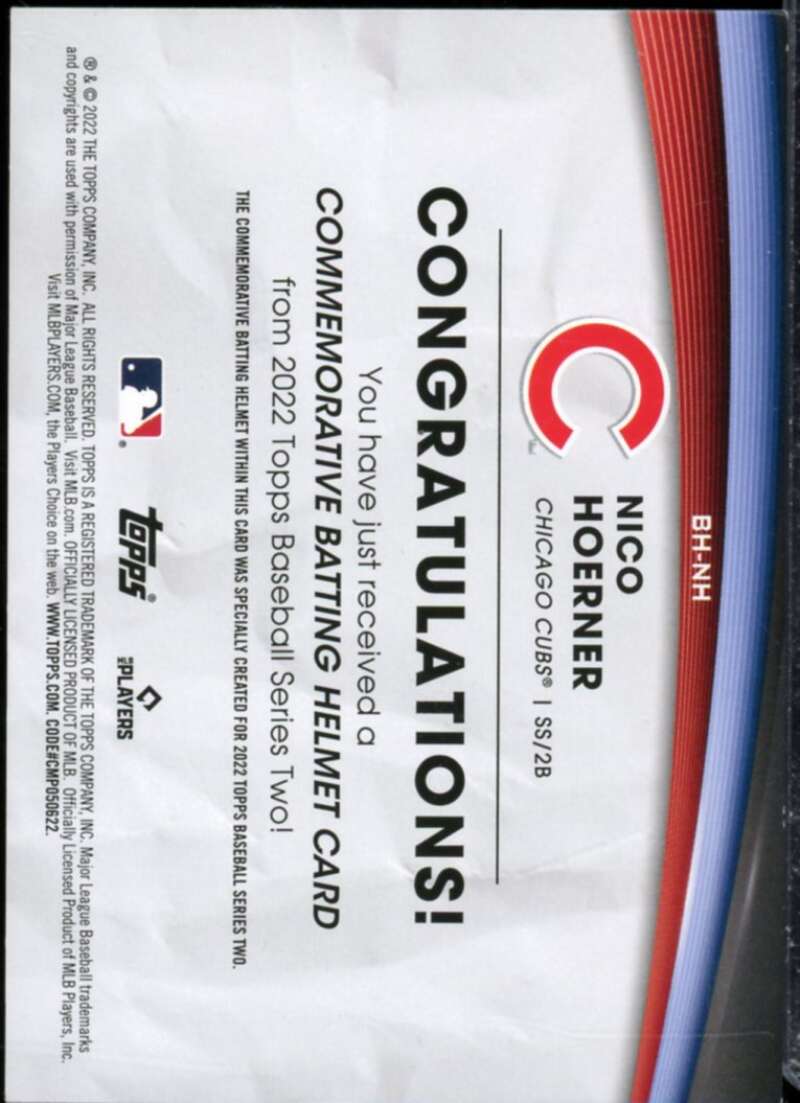 BH-NH
NICO
HOERNER
CHICAGO CUBS® | SS/2B
CONGRATULATIONS!
You have just received a
COMMEMORATIVE BATTING HELMET CARD
from 2022 Topps Baseball Series Two!
THE COMMEMORATIVE BATTING HELMET WITHIN THIS CARD WAS SPECIALLY CREATED FOR 2022 TOPPS BASEBALL SERIES TWO.
topps® MLB PLAYERS
® & © 2022 THE TOPPS COMPANY, INC. ALL RIGHTS RESERVED. TOPPS IS A REGISTERED TRADEMARK OF THE TOPPS COMPANY, INC. Major League Baseball trademarks
and copyrights are used with permission of Major League Baseball. Visit MLB.com. OFFICIALLY LICENSED PRODUCT OF MLB. Officially Licensed Product of MLB Players, Inc.
Visit MLBPLAYERS.COM, the Players Choice on the web. WWW.TOPPS.COM. CODE#CMP050622.